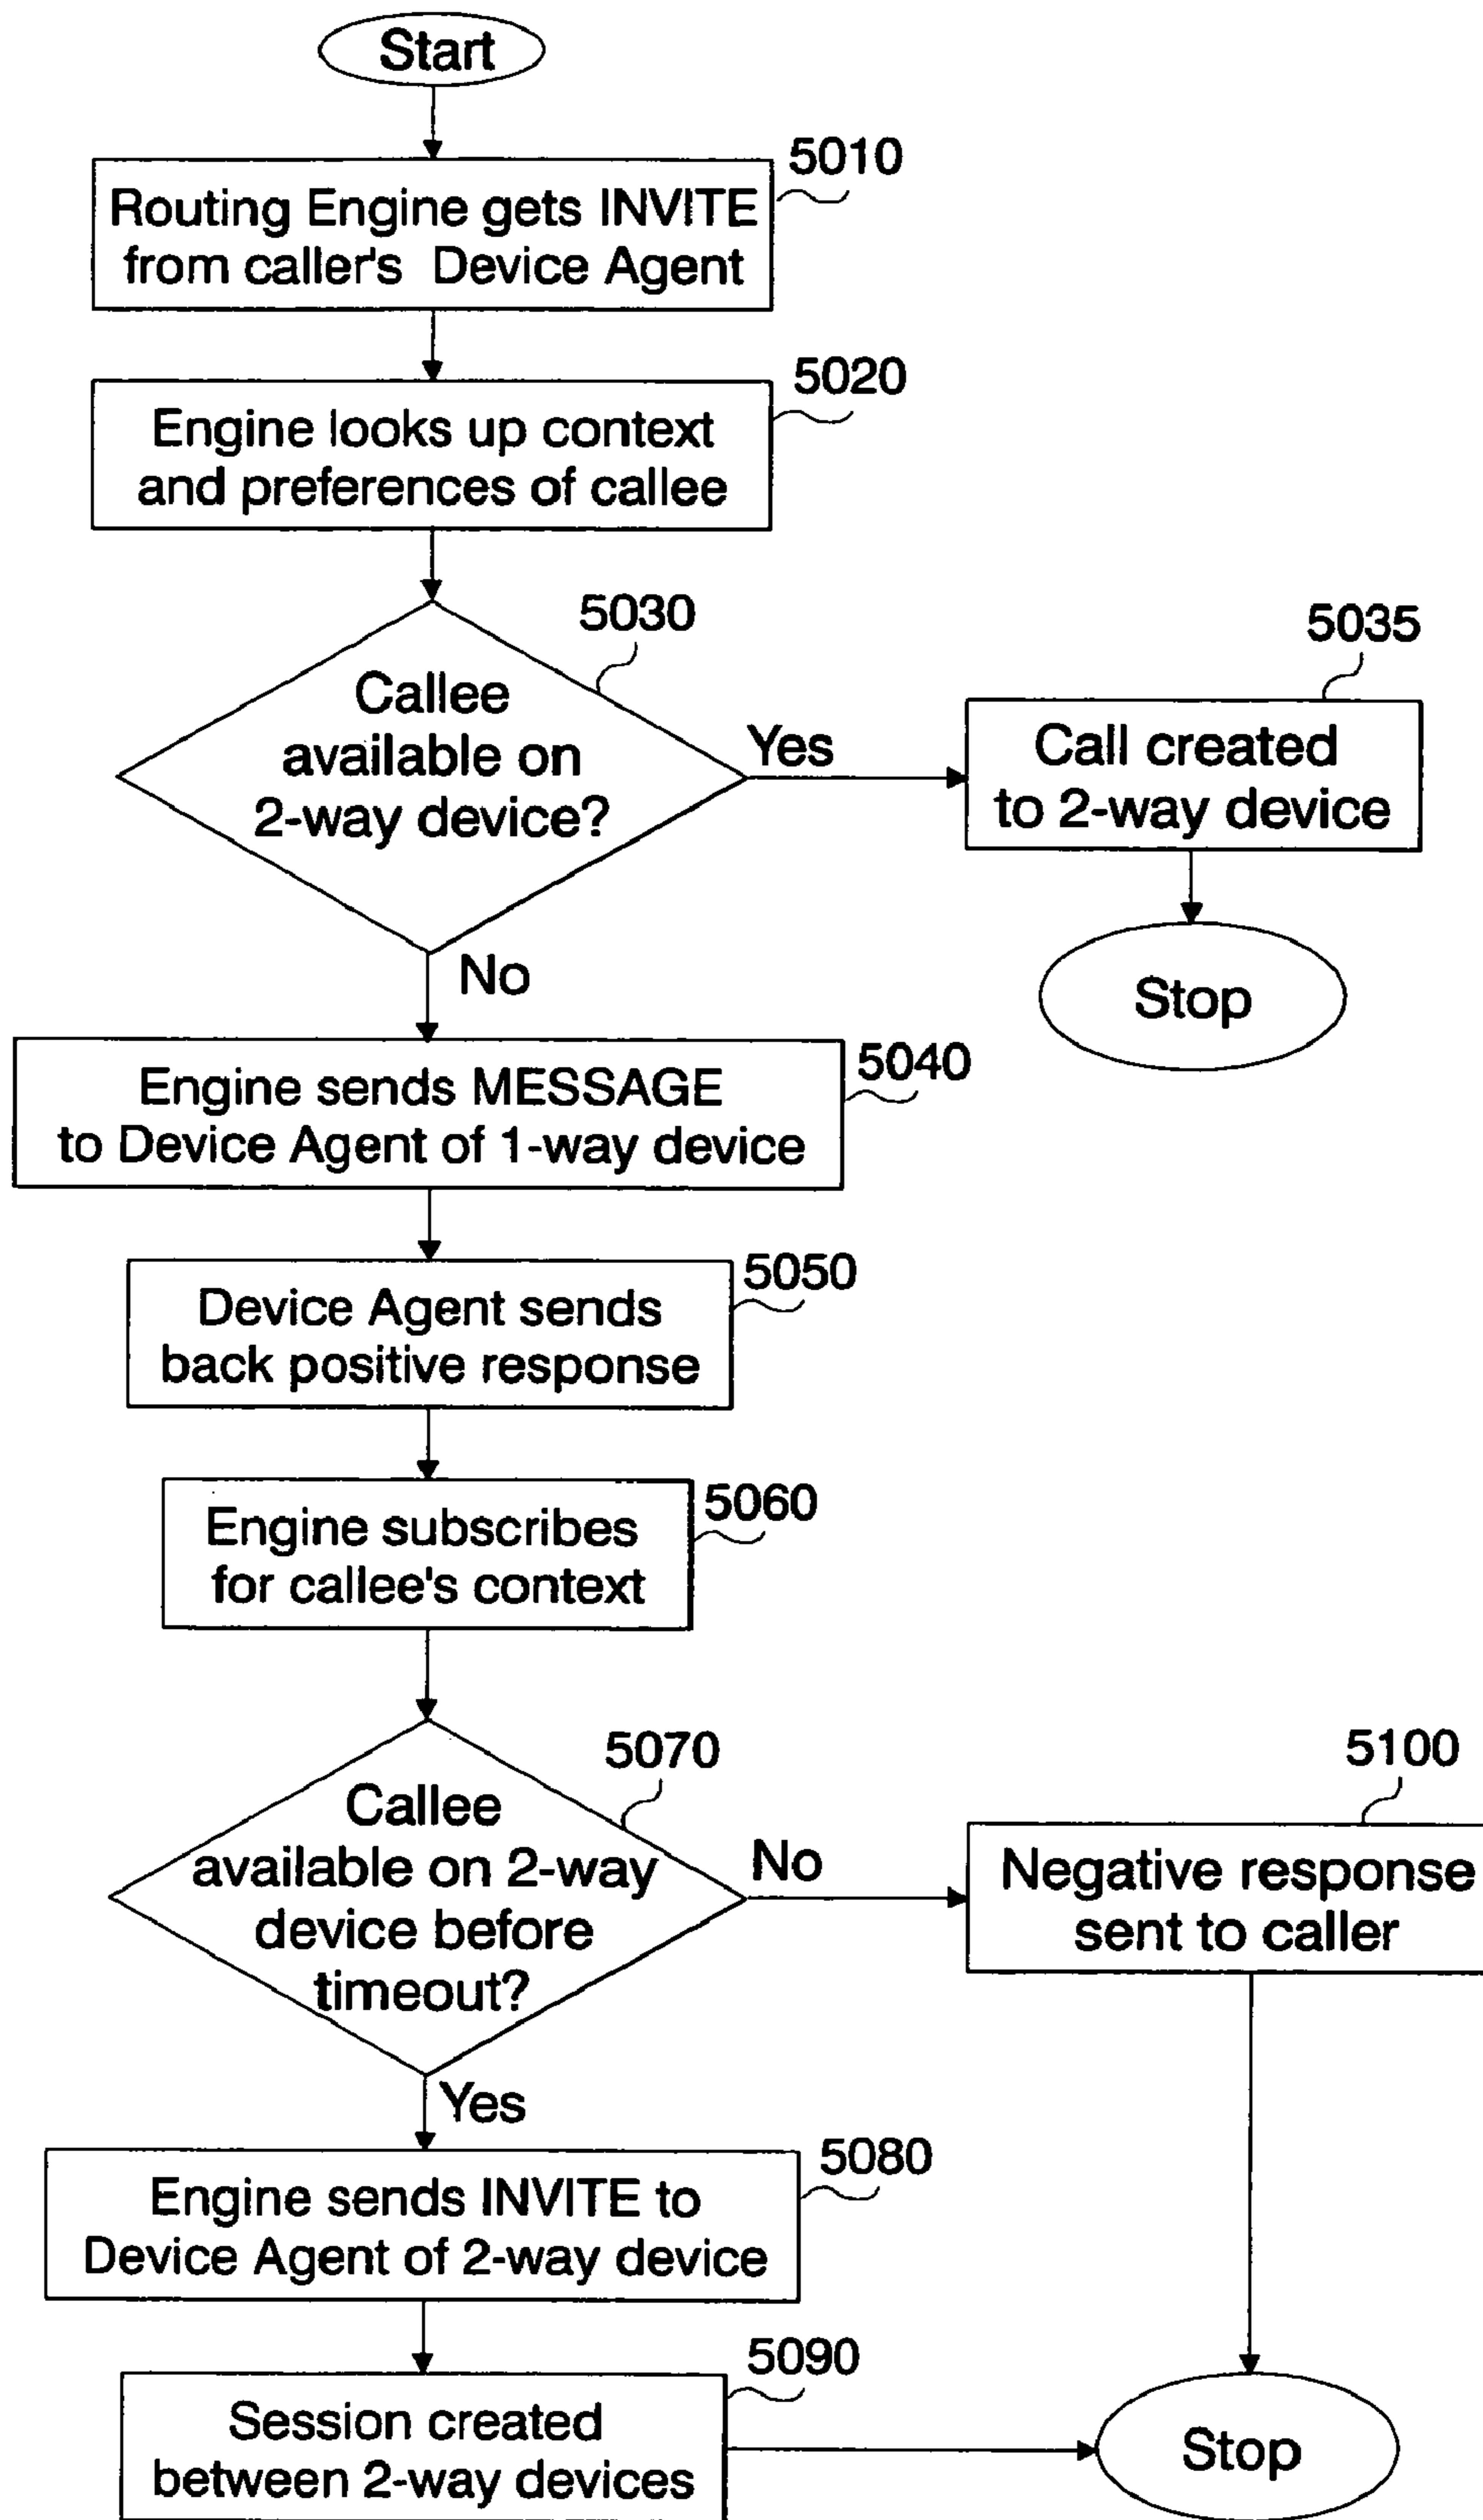 Start
5010
Routing Engine gets INVITE
from caller's Device Agent
5020
Engine looks up context
and preferences of callee
5030
Callee
available on
2-way device?
Yes
5035
Call created
to 2-way device
Stop
No
5040
Engine sends MESSAGE
to Device Agent of 1-way device
5050
Device Agent sends
back positive response
5060
Engine subscribes
for callee's context
5070
Callee
available on 2-way
device before
timeout?
No
5100
Negative response
sent to caller
Yes
5080
Engine sends INVITE to
Device Agent of 2-way device
5090
Session created
between 2-way devices
Stop